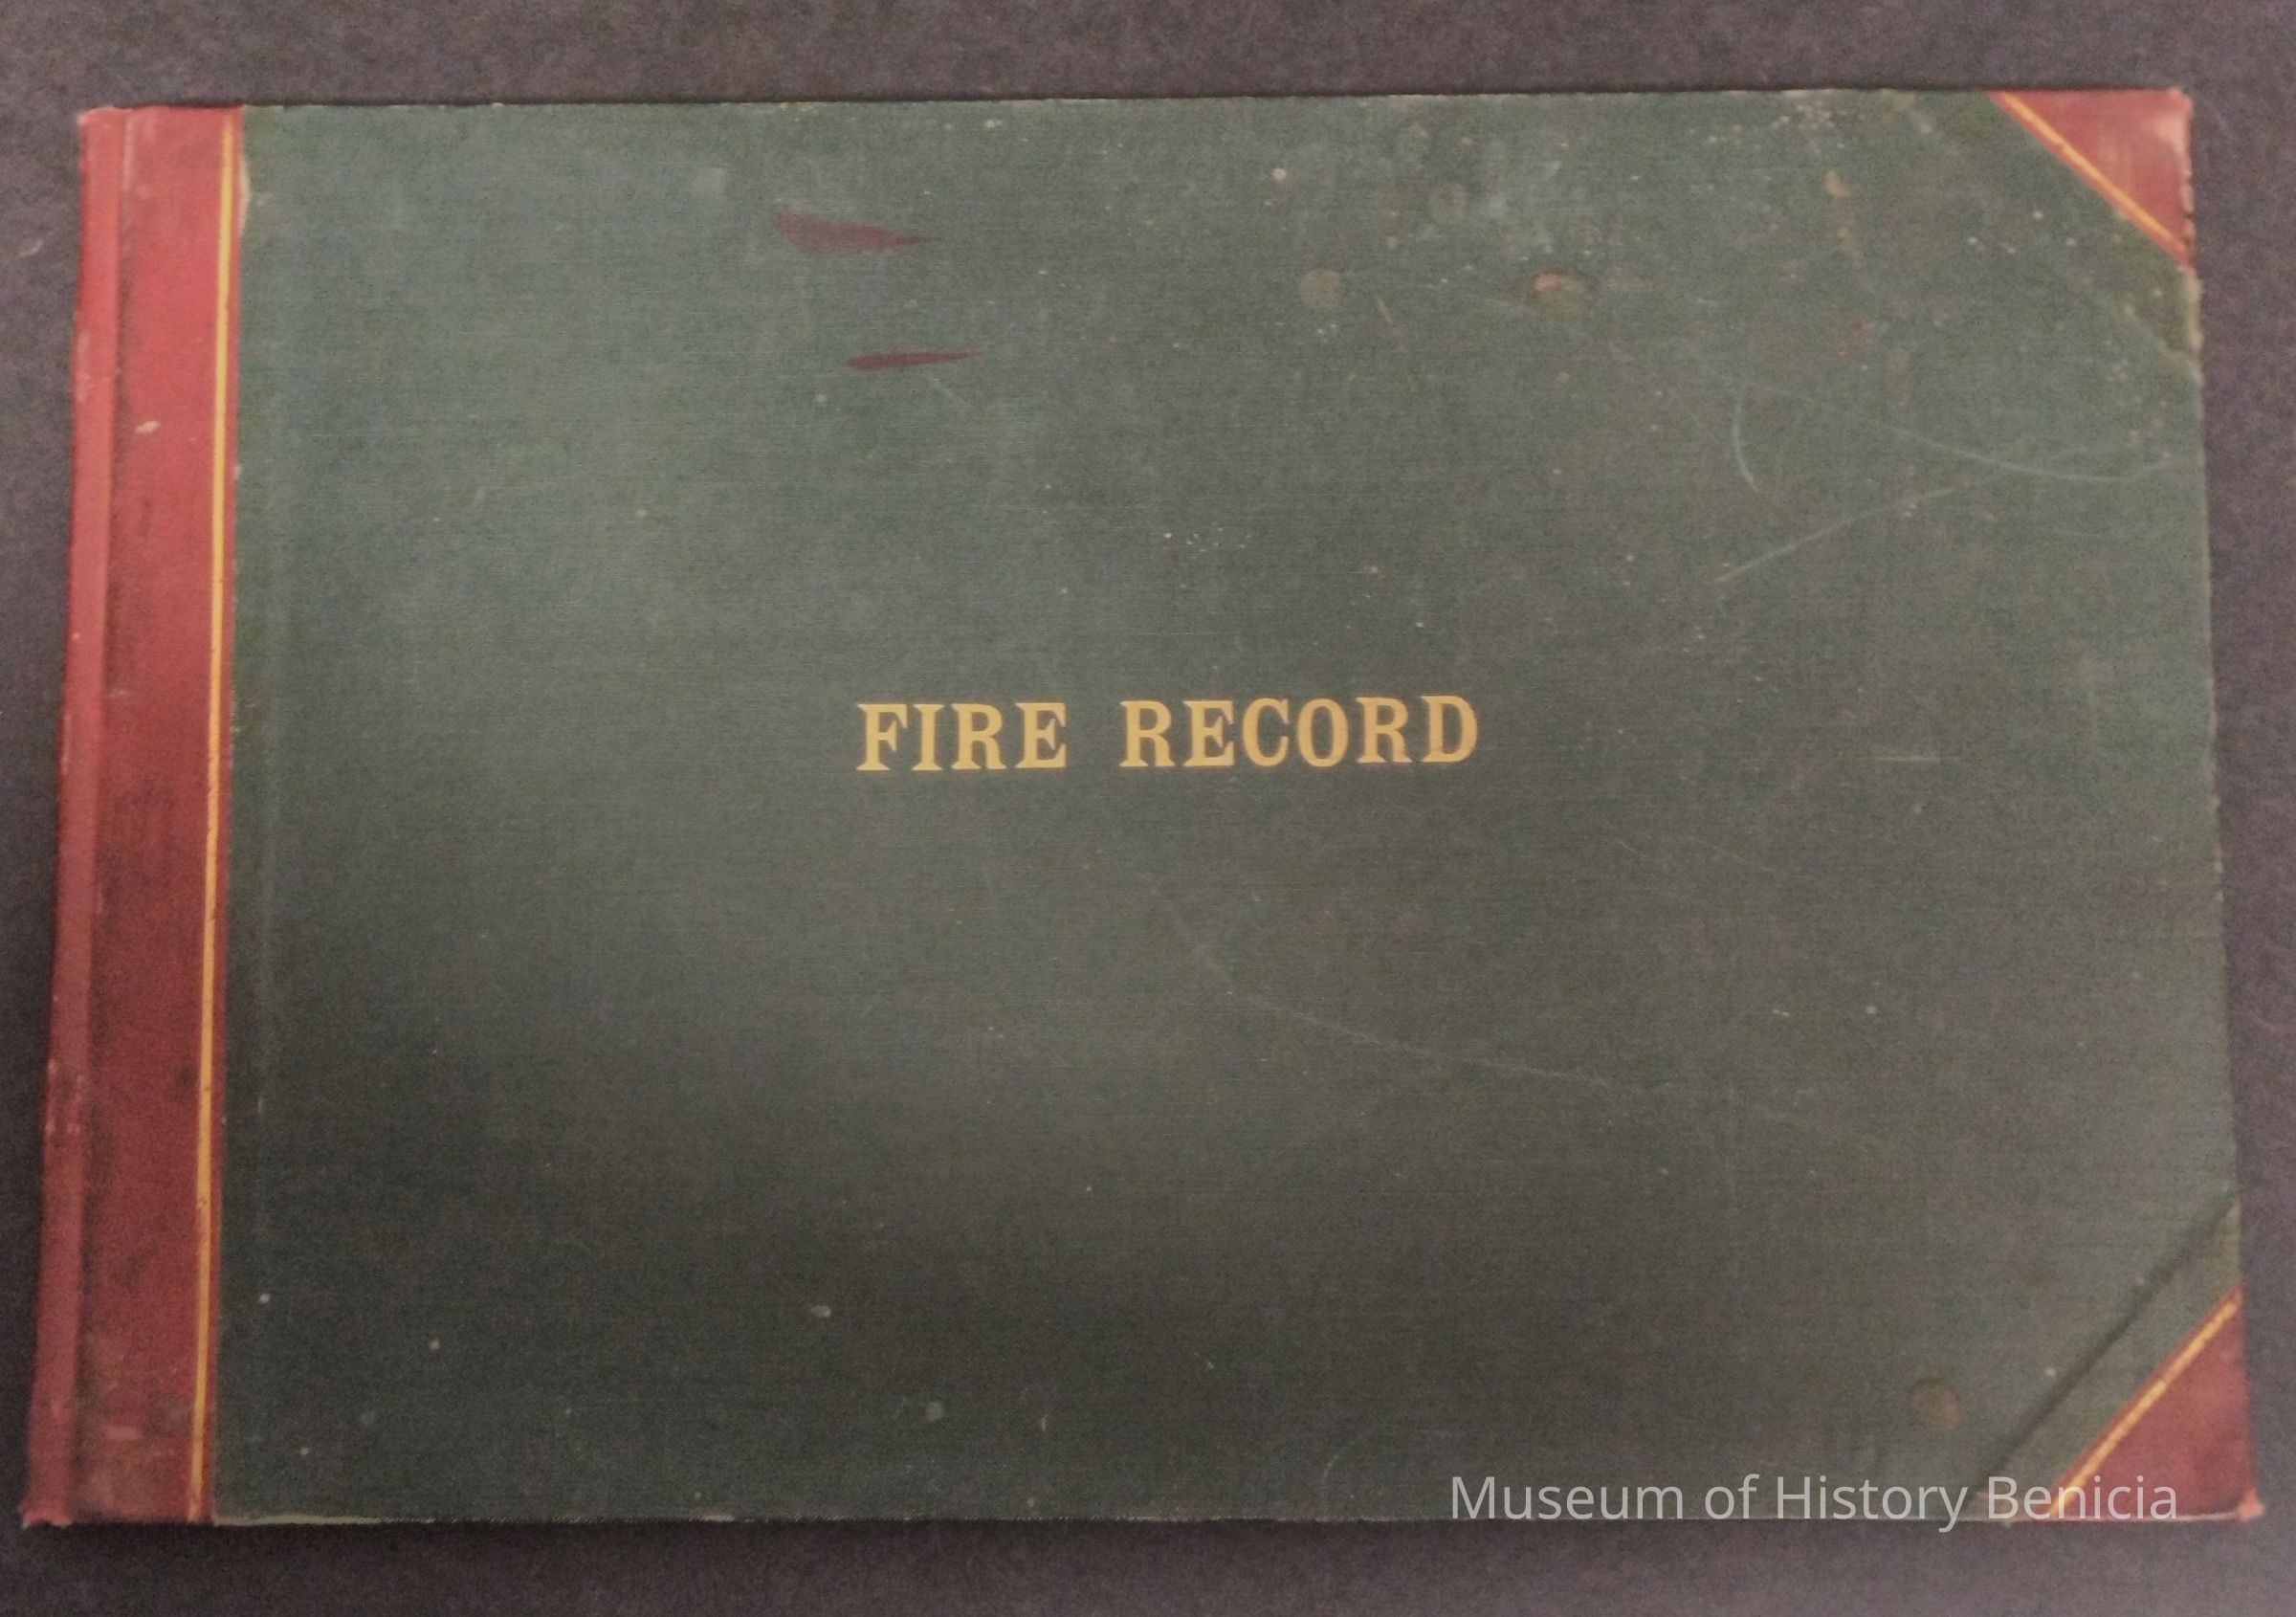 FIRE RECORD
Museum of History Benicia